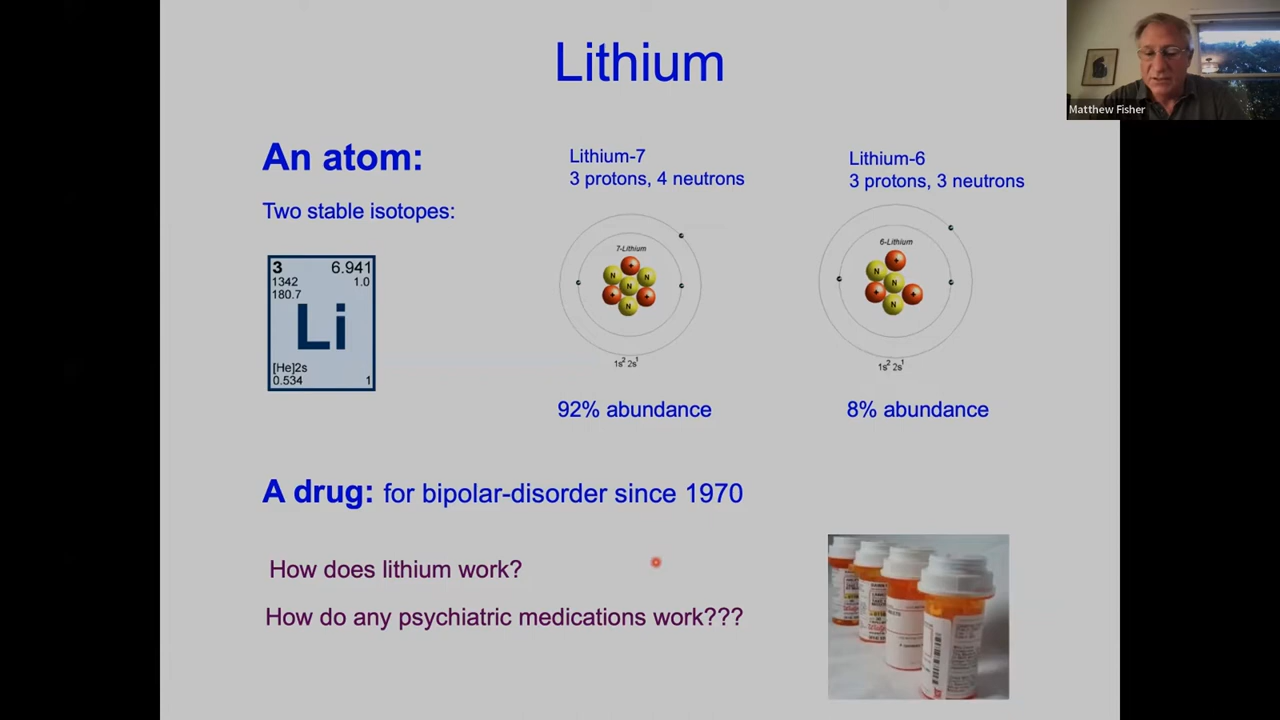 Lithium
Matthew Fisher
An atom:
Two stable isotopes:
Lithium-7
3 protons, 4 neutrons
Lithium-6
3 protons, 3 neutrons
3 6.941
1342 1.0
180.7
Li
[He]2s
0.534 1
7-Lithium
N
N
N
N
+
+
+
1s² 2s¹
6-Lithium
N
N
N
+
+
+
1s² 2s¹
92% abundance
8% abundance
A drug: for bipolar-disorder since 1970
How does lithium work?
How do any psychiatric medications work???